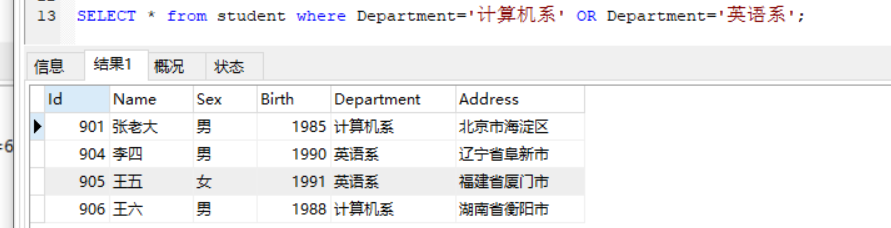 13 SELECT * from student where Department='计算机系' OR Department='英语系';
信息 结果1 概况 状态
Id Name Sex Birth Department Address
901 张老大 男 1985 计算机系 北京市海淀区
904 李四 男 1990 英语系 辽宁省阜新市
905 王五 女 1991 英语系 福建省厦门市
906 王六 男 1988 计算机系 湖南省衡阳市